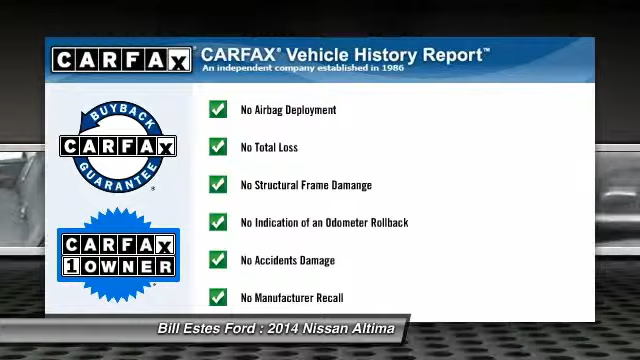 CARFAX
CARFAX® Vehicle History Report™
An independent company established in 1986
BUYBACK
CARFAX
GUARANTEE
®
CARFAX
1 OWNER
No Airbag Deployment
No Total Loss
No Structural Frame Damange
No Indication of an Odometer Rollback
No Accidents Damage
No Manufacturer Recall
Bill Estes Ford : 2014 Nissan Altima